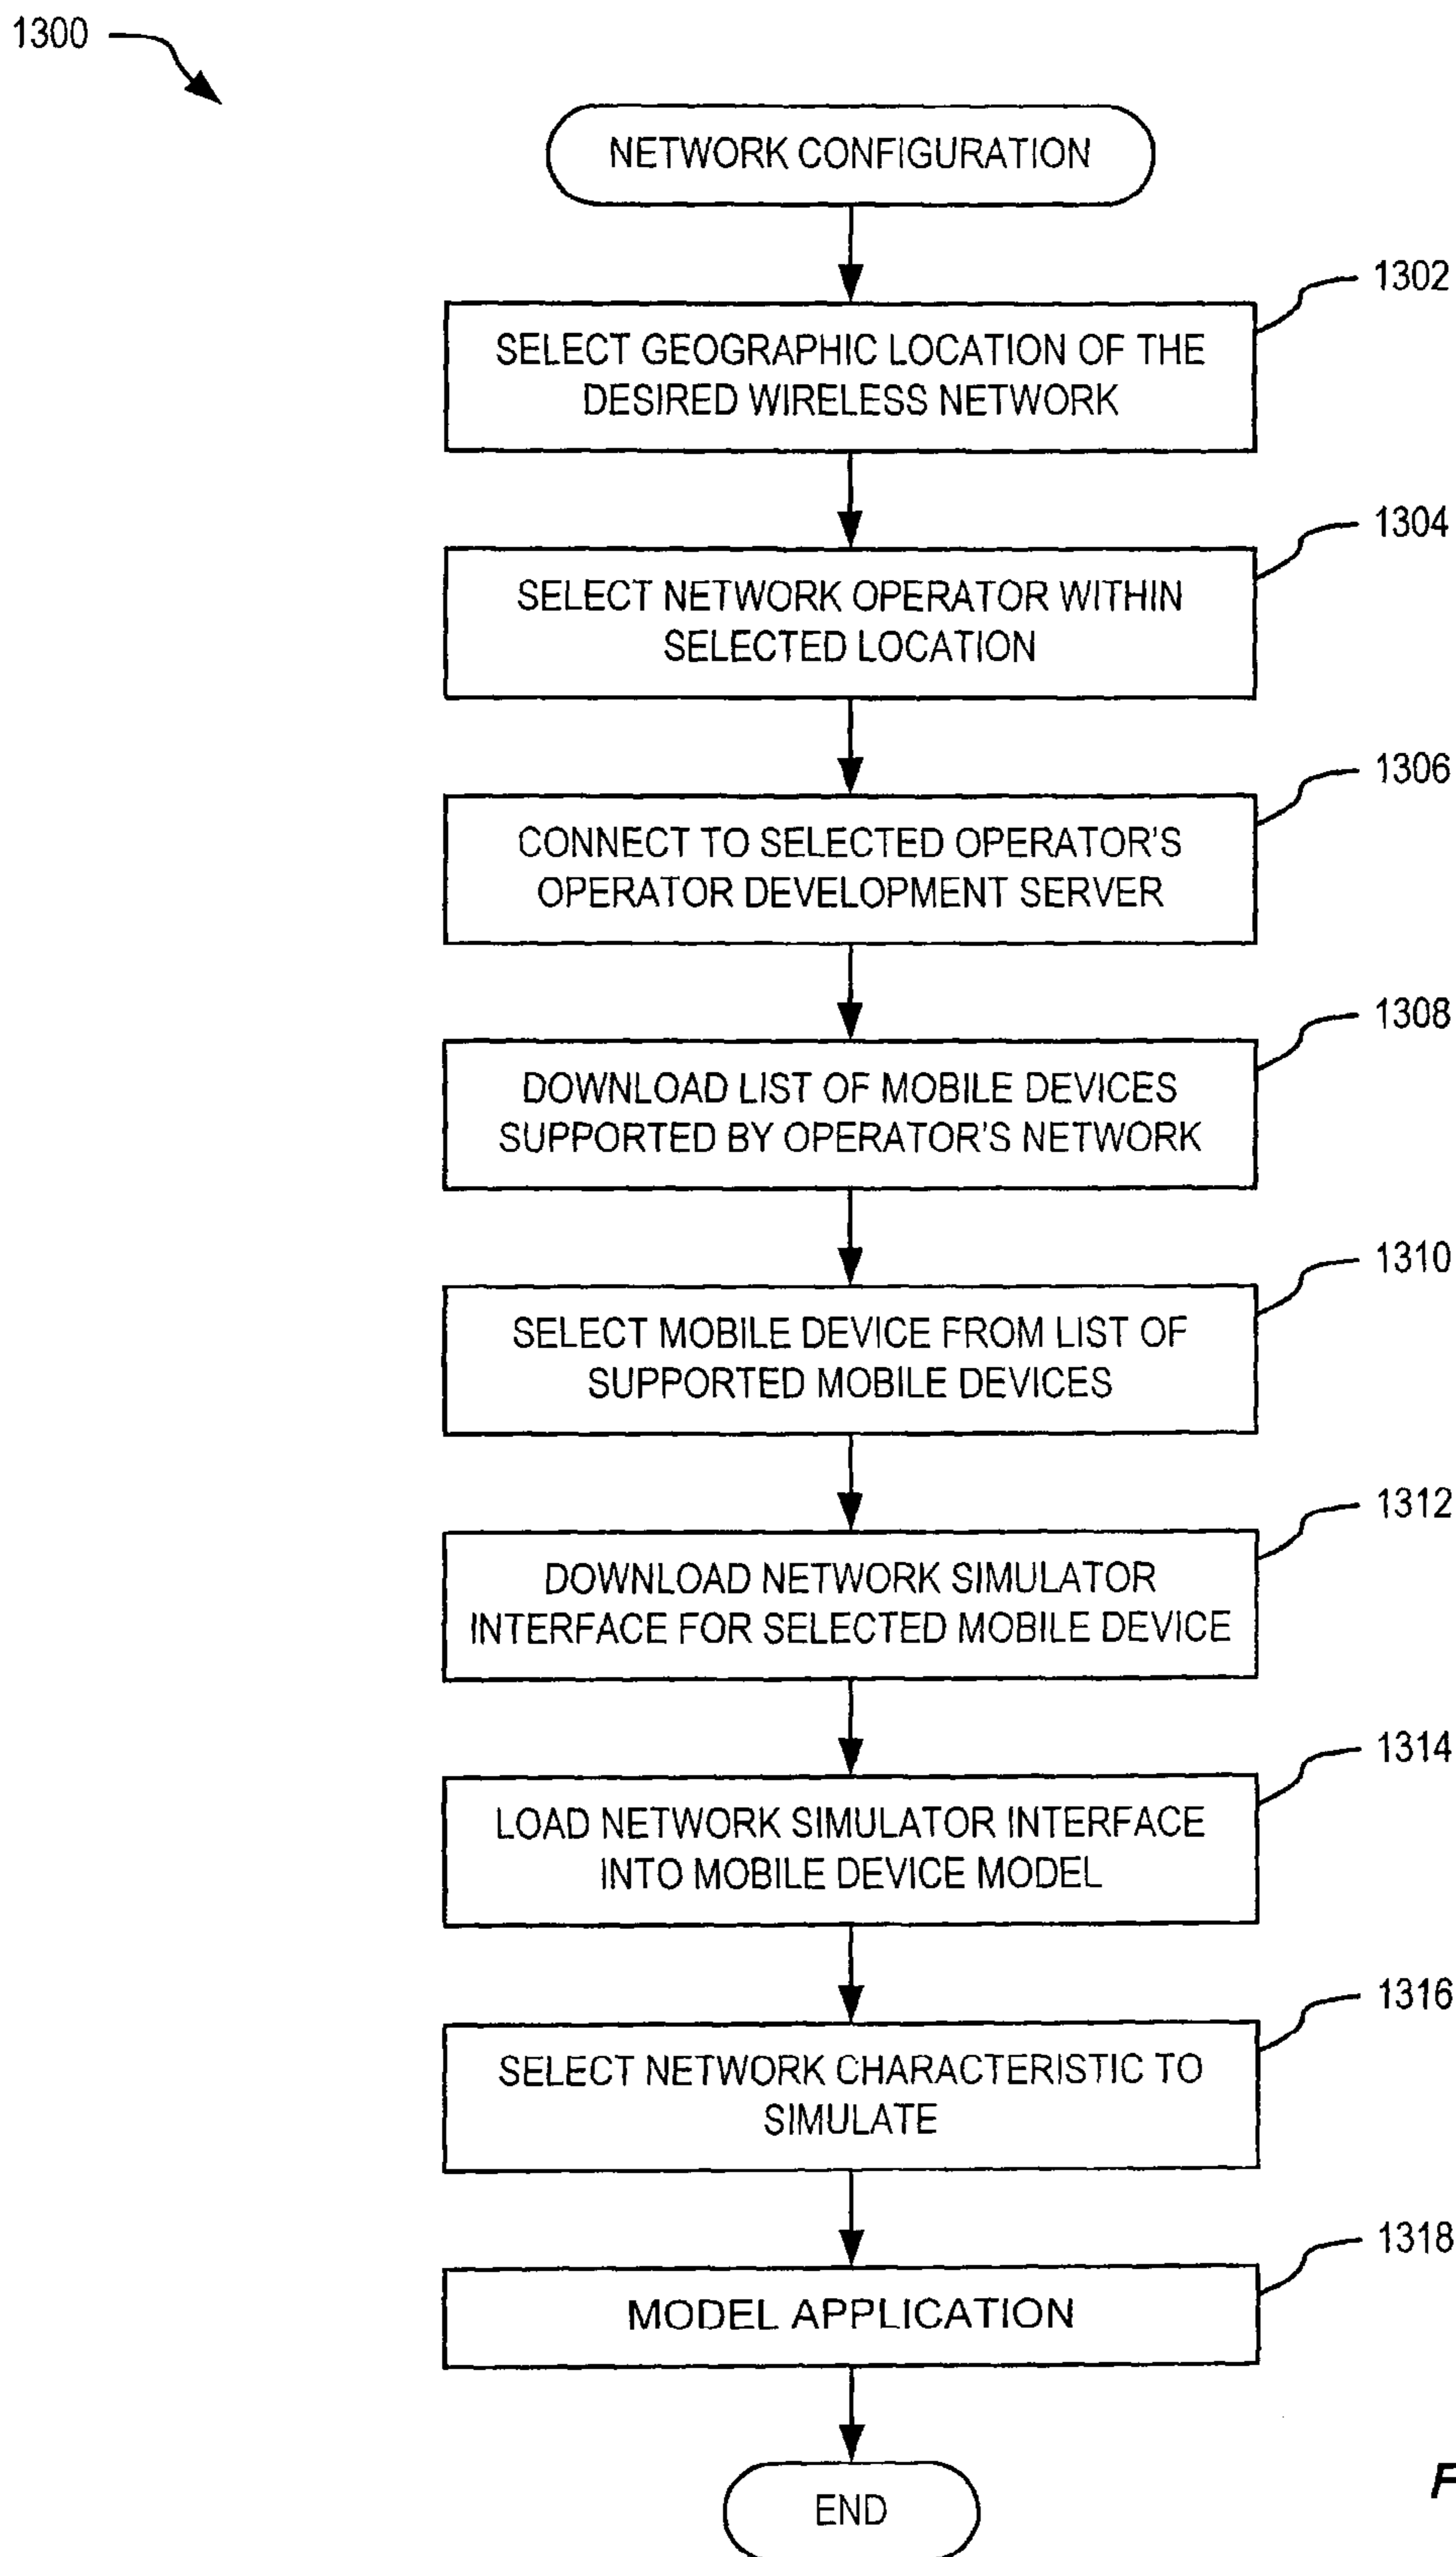 1300
NETWORK CONFIGURATION
1302
SELECT GEOGRAPHIC LOCATION OF THE
DESIRED WIRELESS NETWORK
1304
SELECT NETWORK OPERATOR WITHIN
SELECTED LOCATION
1306
CONNECT TO SELECTED OPERATOR'S
OPERATOR DEVELOPMENT SERVER
1308
DOWNLOAD LIST OF MOBILE DEVICES
SUPPORTED BY OPERATOR'S NETWORK
1310
SELECT MOBILE DEVICE FROM LIST OF
SUPPORTED MOBILE DEVICES
1312
DOWNLOAD NETWORK SIMULATOR
INTERFACE FOR SELECTED MOBILE DEVICE
1314
LOAD NETWORK SIMULATOR INTERFACE
INTO MOBILE DEVICE MODEL
1316
SELECT NETWORK CHARACTERISTIC TO
SIMULATE
1318
MODEL APPLICATION
END